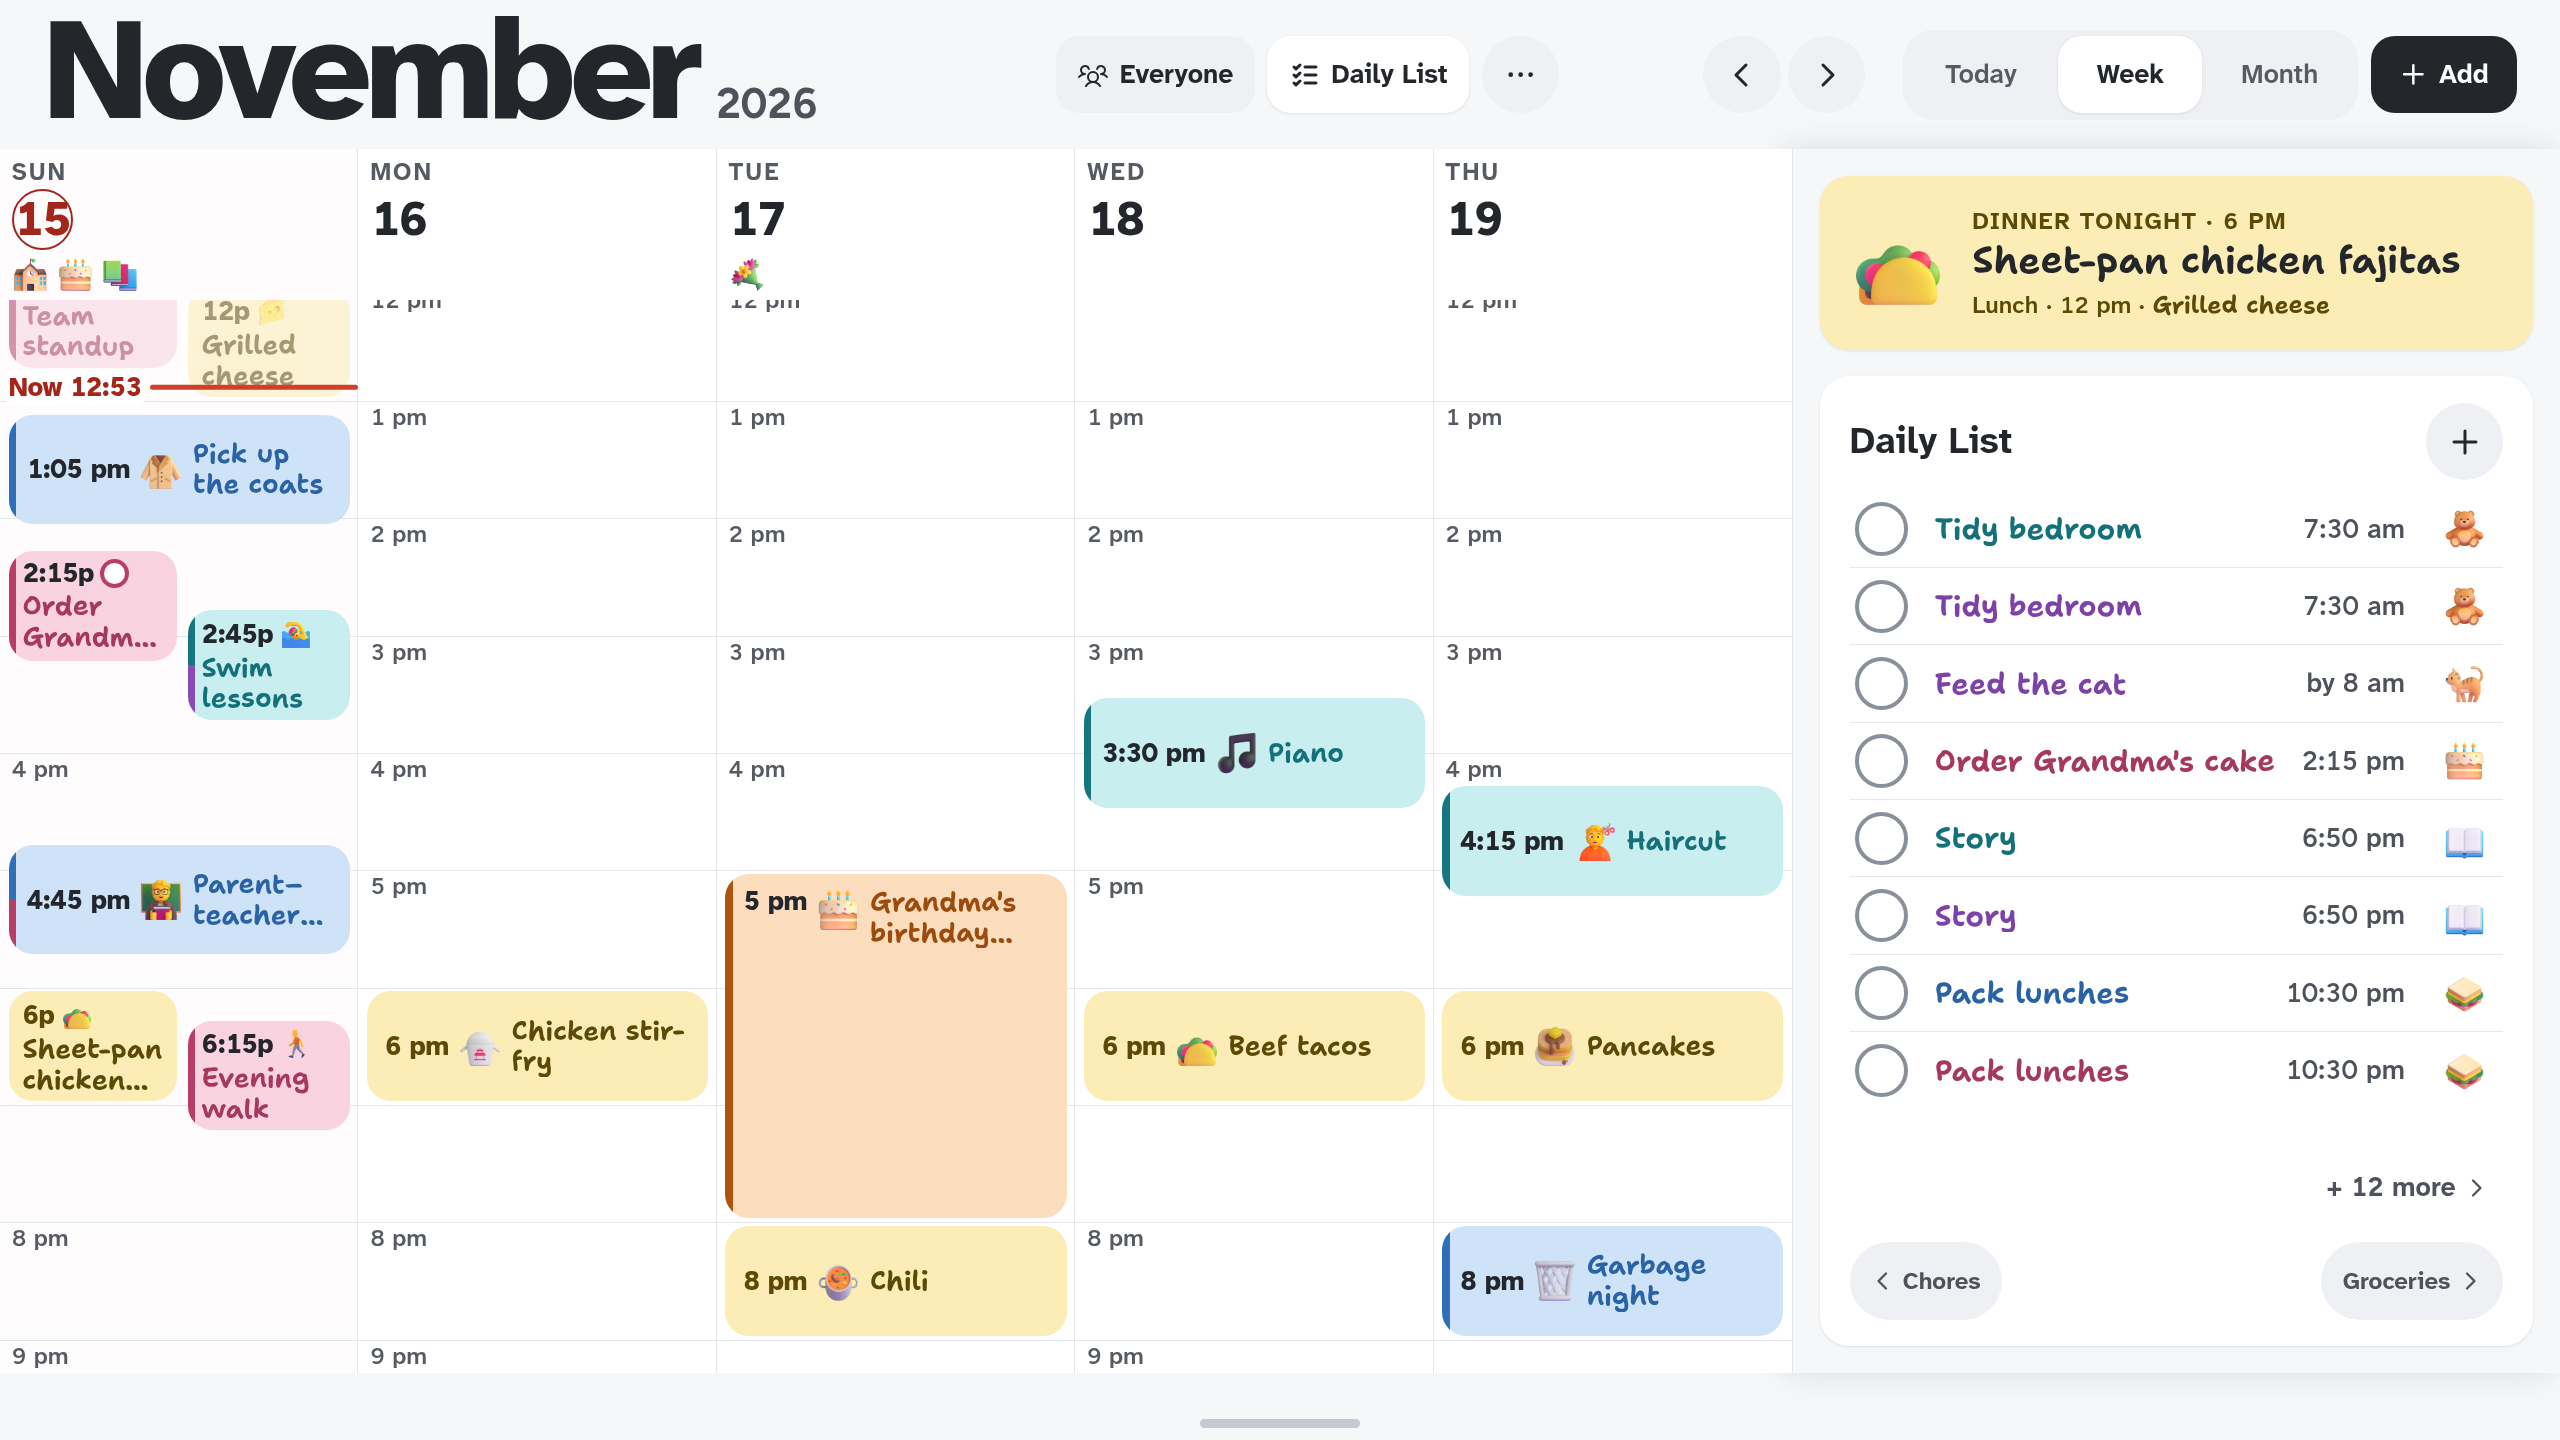 November 2026
Everyone
Daily List
Today
Week
Month
+ Add
SUN
15
MON
16
TUE
17
WED
18
THU
19
Team
standup
12p
Grilled
cheese
Now 12:53
1:05 pm
Pick up
the coats
2:15p
Order
Grandm...
2:45p
Swim
lessons
4 pm
4:45 pm
Parent–
teacher...
6p
Sheet-pan
chicken...
6:15p
Evening
walk
8 pm
9 pm
12 pm
1 pm
2 pm
3 pm
4 pm
5 pm
6 pm
Chicken stir-
fry
8 pm
9 pm
12 pm
1 pm
2 pm
3 pm
4 pm
5 pm
Grandma's
birthday...
8 pm
Chili
1 pm
2 pm
3 pm
3:30 pm
Piano
5 pm
6 pm
Beef tacos
8 pm
9 pm
12 pm
1 pm
2 pm
3 pm
4 pm
4:15 pm
Haircut
6 pm
Pancakes
8 pm
Garbage
night
DINNER TONIGHT · 6 PM
Sheet-pan chicken fajitas
Lunch · 12 pm · Grilled cheese
Daily List
Tidy bedroom 7:30 am
Tidy bedroom 7:30 am
Feed the cat by 8 am
Order Grandma's cake 2:15 pm
Story 6:50 pm
Story 6:50 pm
Pack lunches 10:30 pm
Pack lunches 10:30 pm
+ 12 more
Chores
Groceries